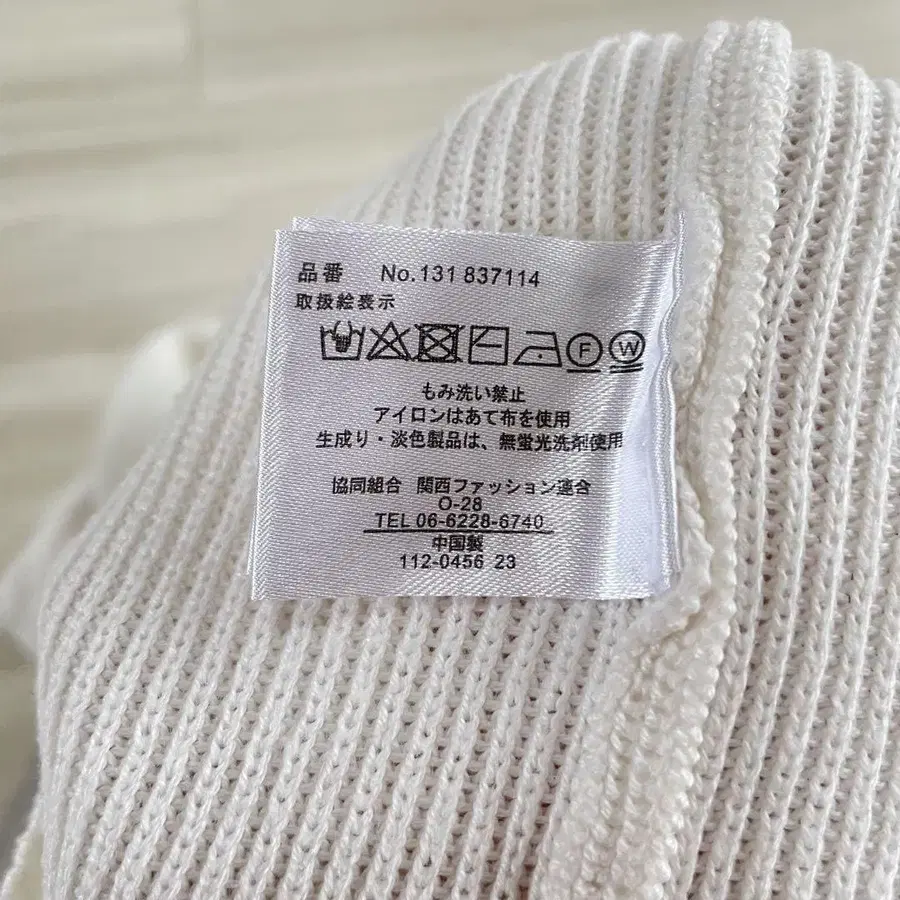 品番 No.131 837114
取扱絵表示
F W
もみ洗い禁止
アイロンはあて布を使用
生成り・淡色製品は、無蛍光洗剤使用
協同組合 関西ファッション連合
O-28
TEL 06-6228-6740
中国製
112-0456 23